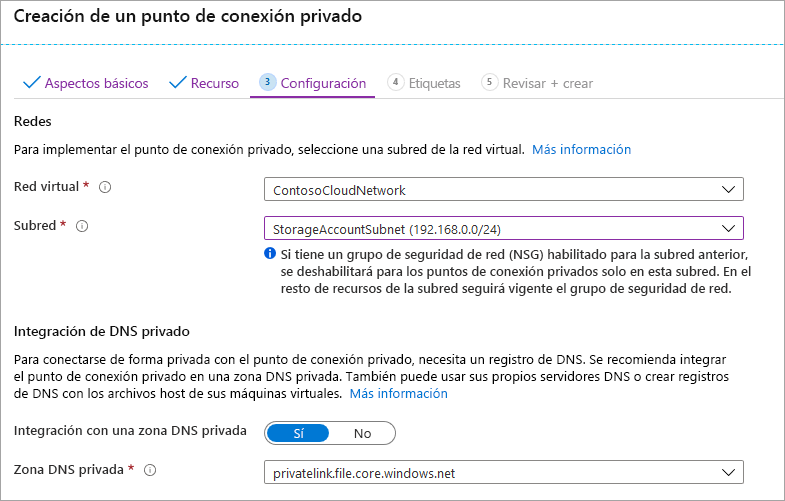 Creación de un punto de conexión privado
Aspectos básicos Recurso 3 Configuración 4 Etiquetas 5 Revisar + crear
Redes
Para implementar el punto de conexión privado, seleccione una subred de la red virtual. Más información
Red virtual * ContosoCloudNetwork
Subred * StorageAccountSubnet (192.168.0.0/24)
Si tiene un grupo de seguridad de red (NSG) habilitado para la subred anterior,
se deshabilitará para los puntos de conexión privados solo en esta subred. En el
resto de recursos de la subred seguirá vigente el grupo de seguridad de red.
Integración de DNS privado
Para conectarse de forma privada con el punto de conexión privado, necesita un registro de DNS. Se recomienda integrar
el punto de conexión privado en una zona DNS privada. También puede usar sus propios servidores DNS o crear registros
de DNS con los archivos host de sus máquinas virtuales. Más información
Integración con una zona DNS privada Sí No
Zona DNS privada * privatelink.file.core.windows.net